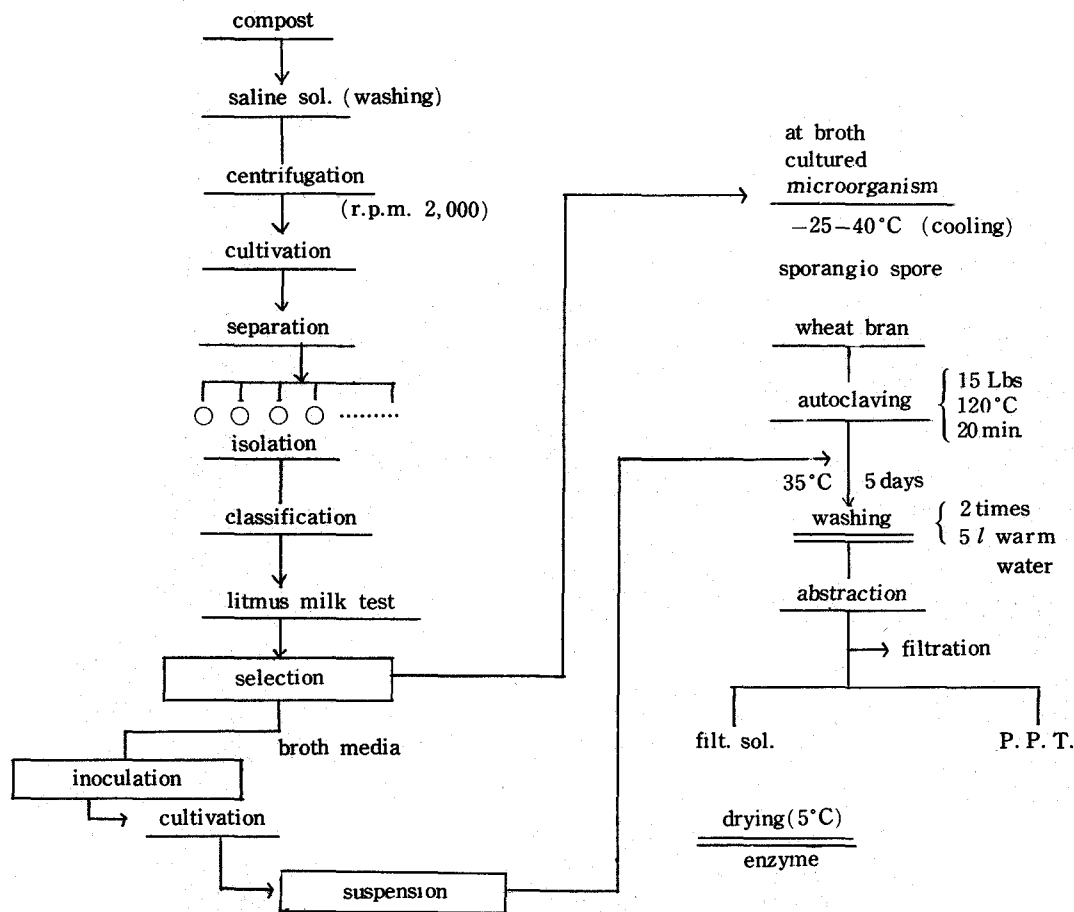 compost
saline sol. (washing)
centrifugation
(r.p.m. 2,000)
cultivation
separation
isolation
classification
litmus milk test
selection
broth media
inoculation
cultivation
suspension
at broth
cultured
microorganism
−25−40°C (cooling)
sporangio spore
wheat bran
autoclaving
15 Lbs
120°C
20 min.
35°C 5 days
washing
2 times
5 l warm
water
abstraction
filtration
filt. sol.
P. P. T.
drying (5°C)
enzyme